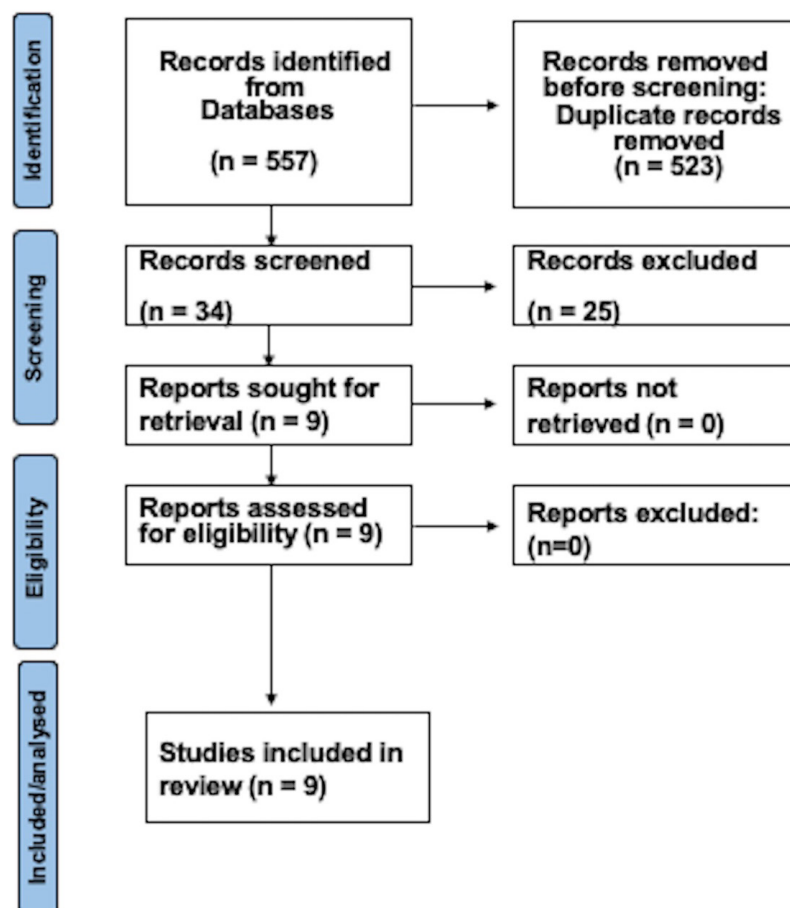 Identification
Records identified
from
Databases
(n = 557)
Records removed
before screening:
Duplicate records
removed
(n = 523)
Screening
Records screened
(n = 34)
Records excluded
(n = 25)
Reports sought for
retrieval (n = 9)
Reports not
retrieved (n = 0)
Eligibility
Reports assessed
for eligibility (n = 9)
Reports excluded:
(n=0)
Included/analysed
Studies included in
review (n = 9)